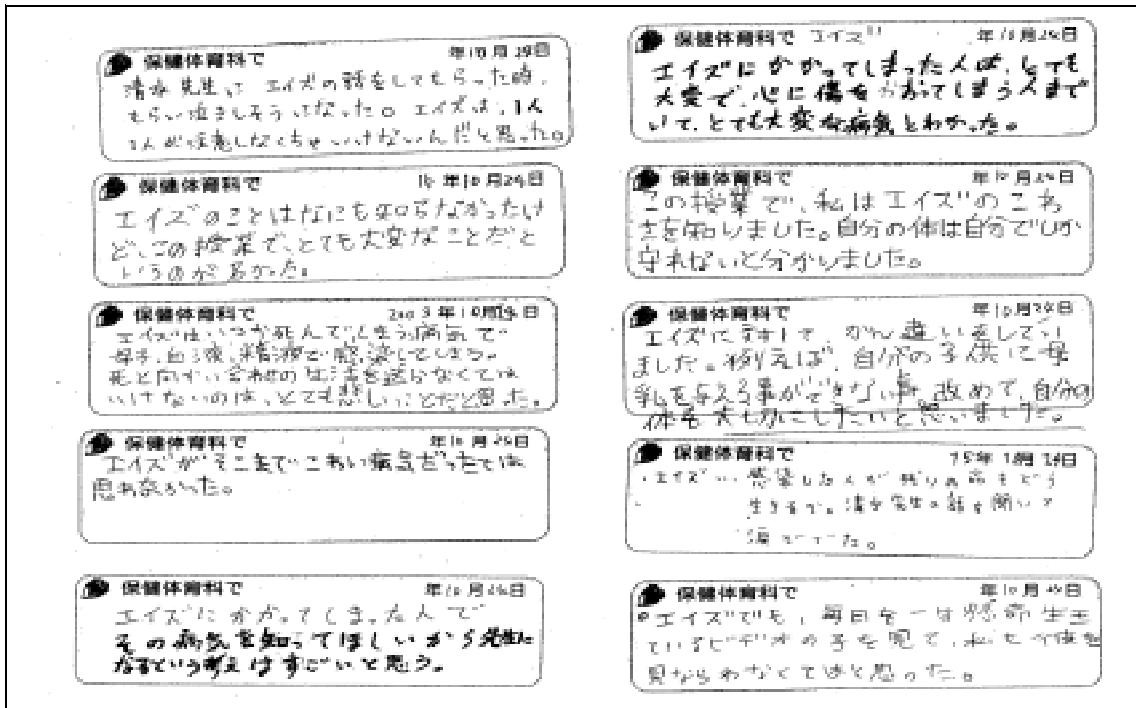 保健体育科で 年10月29日
清水先生に エイズの話をしてもらった時、
もらい泣きしそうになった。エイズは、1人
1人が注意しなくちゃいけないんだと思った。
保健体育科で 15年10月29日
エイズのことはなにも知らなかったけ
ど、この授業で、とても大変なことだと
いうのが分かった。
保健体育科で 2003年10月29日
エイズはいつか死んでしまう病気で
母子、血液、精液で感染してしまう。
死と向かい合わせの生活を送らなくては
いけないのは、とても悲しいことだと思った。
保健体育科で 年10月29日
エイズがそこまでこわい病気だったとは
思わなかった。
保健体育科で 年10月29日
エイズにかかってしまった人で
その病気を知ってほしいから先生に
なるという考えはすごいと思う。
保健体育科で エイズ 年10月29日
エイズにかかってしまった人は、とても
大変で、心に傷をおってしまう人まで
いて、とても大変な病気とわかった。
保健体育科で 年10月29日
この授業で、私はエイズのこわ
さを知りました。自分の体は自分でしか
守れないと分かりました。
保健体育科で 年10月29日
エイズに対して、かん違いをしてい
ました。例えば、自分の子供に母
乳を与える事ができない事。改めて、自分の
体を大切にしたいと思いました。
保健体育科で 15年10月29日
・エイズ… 感染した人が残りの命をどう
生きるか。清水先生の話を聞いて
涙
保健体育科で 年10月29日
エイズでも、毎日を一生懸命生き
ているビデオの子を見て、私も
見ならわなくてはと思った。